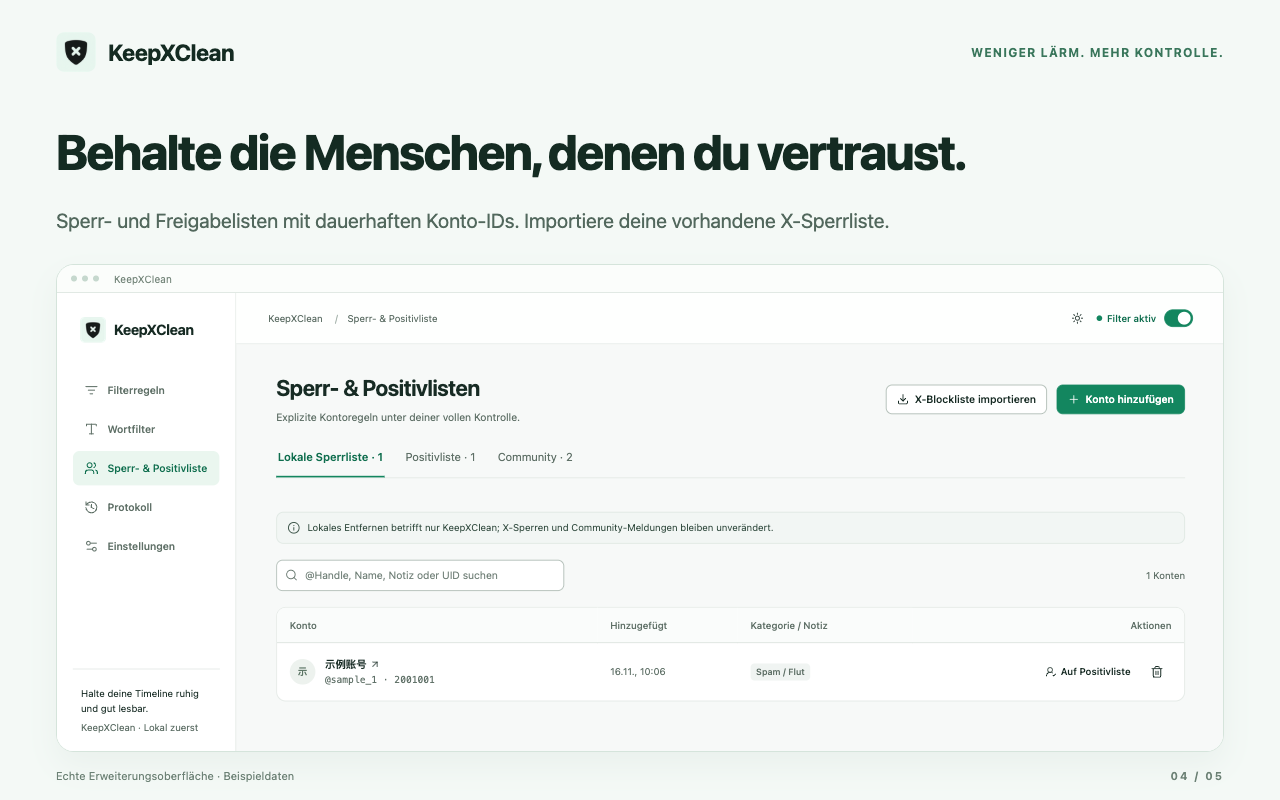 KeepXClean
WENIGER LÄRM. MEHR KONTROLLE.
Behalte die Menschen, denen du vertraust.
Sperr- und Freigabelisten mit dauerhaften Konto-IDs. Importiere deine vorhandene X-Sperrliste.
KeepXClean
KeepXClean
KeepXClean / Sperr- & Positivliste
Filter aktiv
Filterregeln
Wortfilter
Sperr- & Positivliste
Protokoll
Einstellungen
Halte deine Timeline ruhig
und gut lesbar.
KeepXClean · Lokal zuerst
Sperr- & Positivlisten
Explizite Kontoregeln unter deiner vollen Kontrolle.
X-Blockliste importieren
Konto hinzufügen
Lokale Sperrliste · 1
Positivliste · 1
Community · 2
Lokales Entfernen betrifft nur KeepXClean; X-Sperren und Community-Meldungen bleiben unverändert.
@Handle, Name, Notiz oder UID suchen
1 Konten
Konto
Hinzugefügt
Kategorie / Notiz
Aktionen
示
示例账号 ↗
@sample_1 · 2001001
16.11., 10:06
Spam / Flut
Auf Positivliste
Echte Erweiterungsoberfläche · Beispieldaten
04 / 05